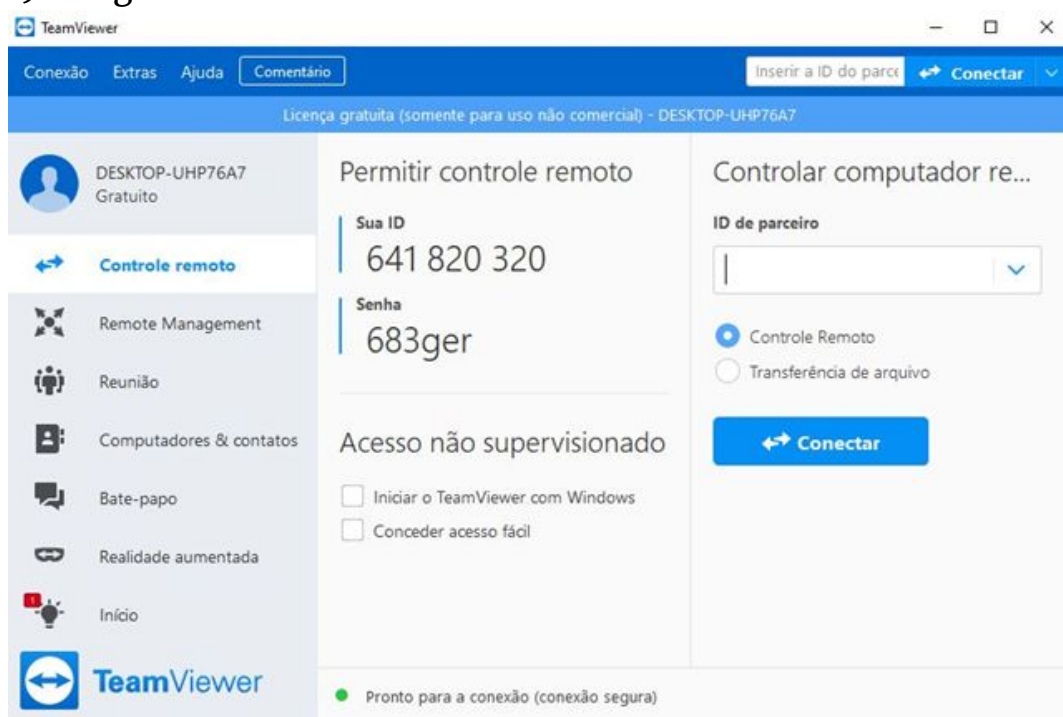 TeamViewer
Conexão Extras Ajuda Comentário
Inserir a ID do parce Conectar
Licença gratuita (somente para uso não comercial) - DESKTOP-UHP76A7
DESKTOP-UHP76A7
Gratuito
Controle remoto
Remote Management
Reunião
Computadores & contatos
Bate-papo
Realidade aumentada
1
Início
TeamViewer
Permitir controle remoto
Sua ID
641 820 320
Senha
683ger
Acesso não supervisionado
Iniciar o TeamViewer com Windows
Conceder acesso fácil
Controlar computador re...
ID de parceiro
Controle Remoto
Transferência de arquivo
Conectar
Pronto para a conexão (conexão segura)